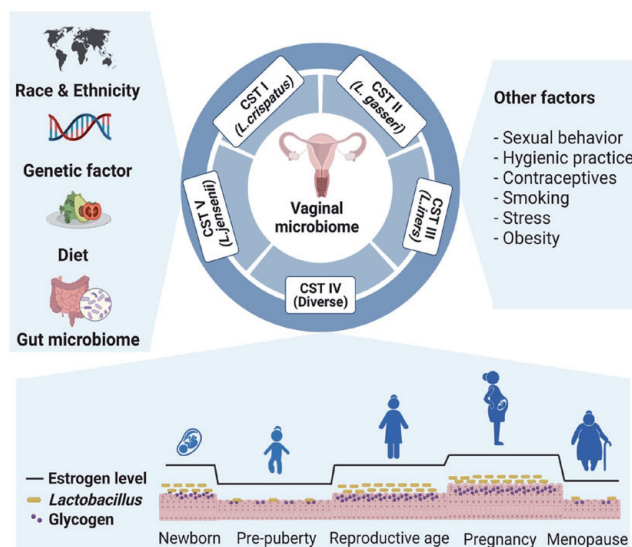 Race & Ethnicity
Genetic factor
Diet
Gut microbiome
CST I
(L.crispatus)
CST II
(L. gasseri)
CST III
(L.iners)
CST IV
(Diverse)
CST V
(L.jensenii)
Vaginal
microbiome
Other factors
- Sexual behavior
- Hygienic practice
- Contraceptives
- Smoking
- Stress
- Obesity
Estrogen level
Lactobacillus
Glycogen
Newborn Pre-puberty Reproductive age Pregnancy Menopause